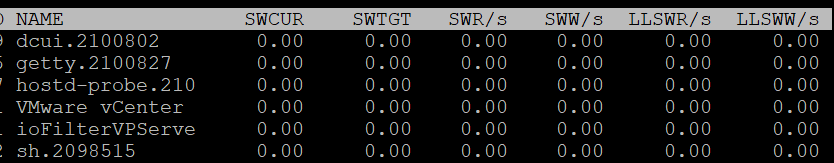 NAME SWCUR SWTGT SWR/s SWW/s LLSWR/s LLSWW/s
dcui.2100802 0.00 0.00 0.00 0.00 0.00 0.00
getty.2100827 0.00 0.00 0.00 0.00 0.00 0.00
hostd-probe.210 0.00 0.00 0.00 0.00 0.00 0.00
VMware vCenter 0.00 0.00 0.00 0.00 0.00 0.00
ioFilterVPServe 0.00 0.00 0.00 0.00 0.00 0.00
sh.2098515 0.00 0.00 0.00 0.00 0.00 0.00